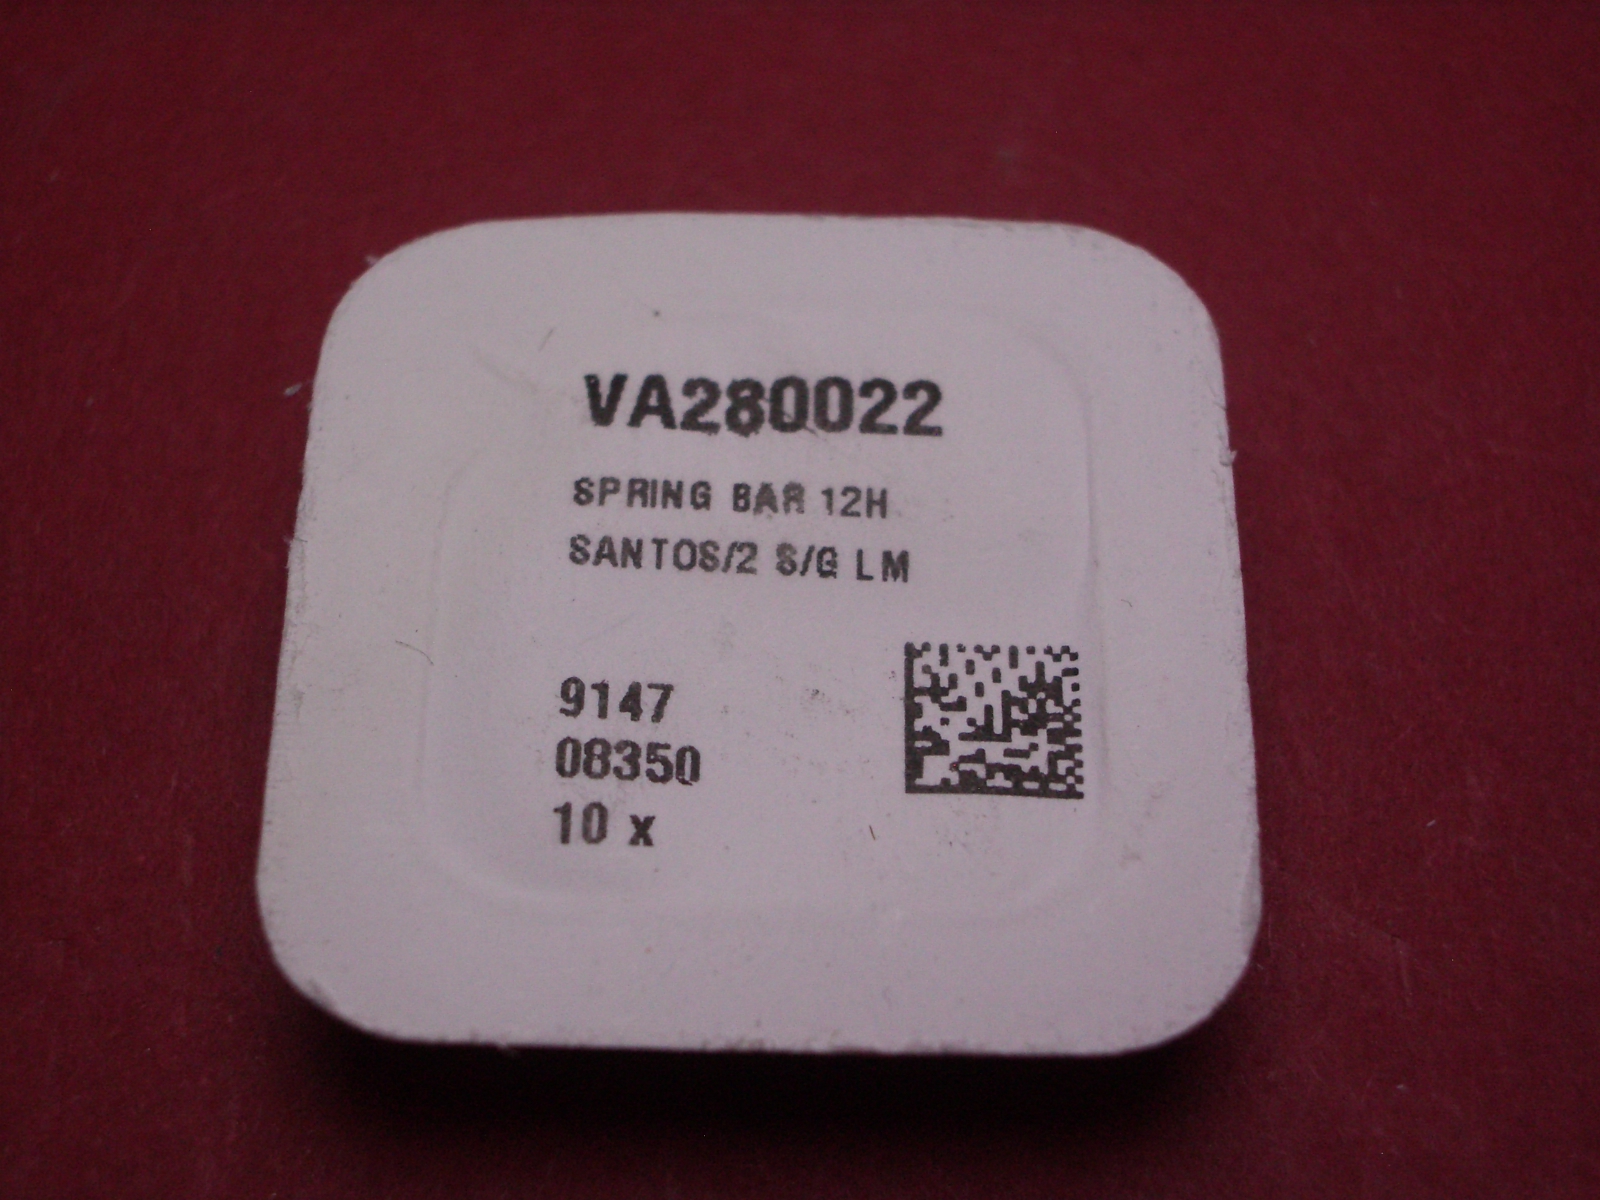 VA280022
SPRING BAR 12H
SANTOS/2 S/G LM
9147
08350
10 x